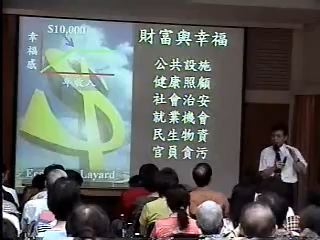 $10,000
幸福感
年收入
Layard
財富與幸福
公共設施
健康照顧
社會治安
就業機會
民生物資
官員貪污